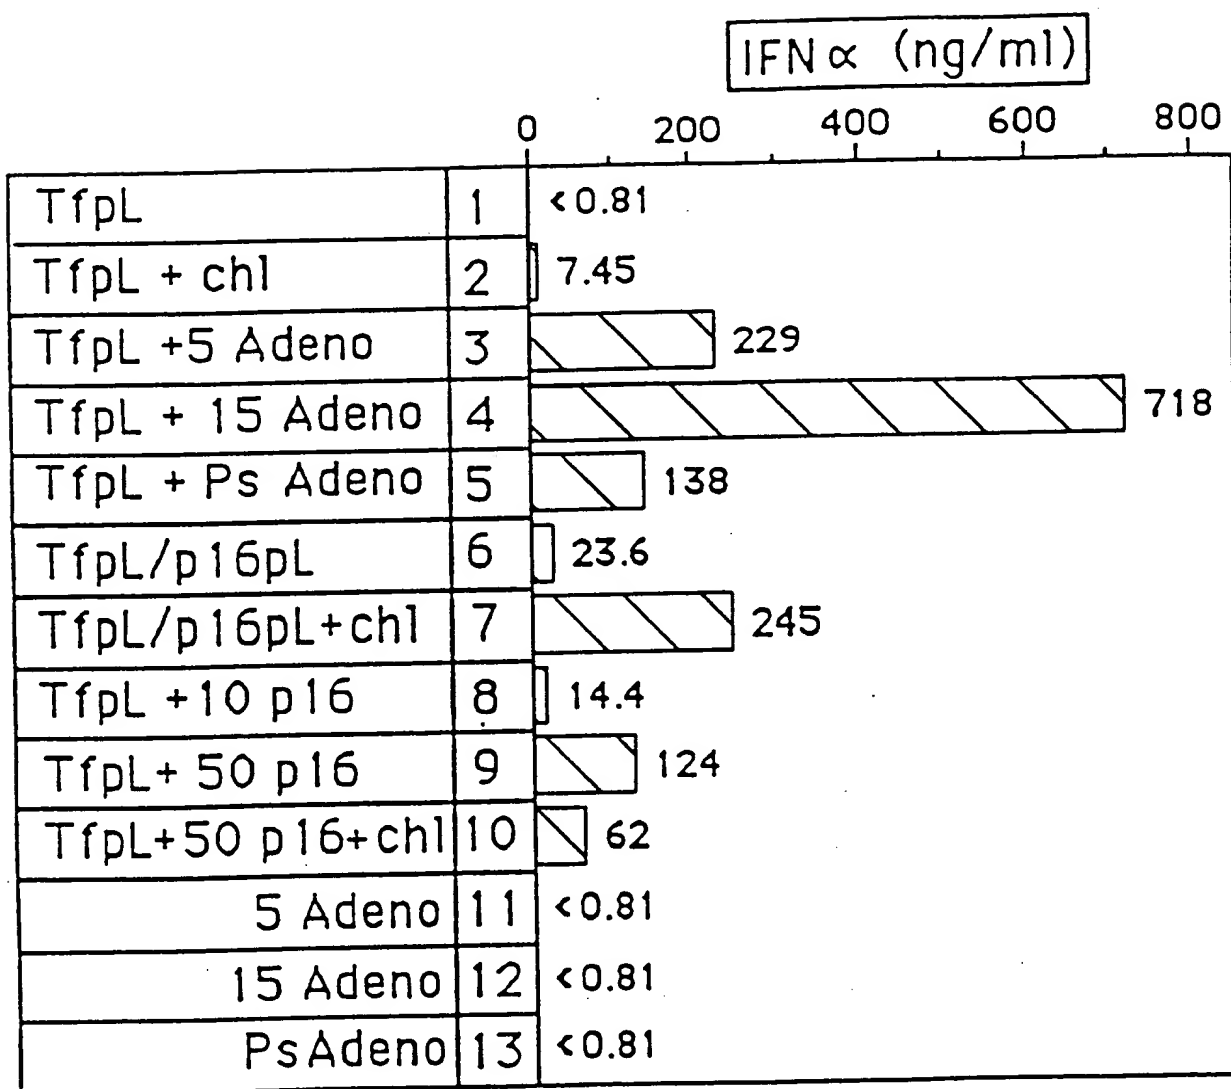 IFN ∝ (ng/ml)
0 200 400 600 800
TfpL 1 <0.81
TfpL + chl 2 7.45
TfpL +5 Adeno 3 229
TfpL + 15 Adeno 4 718
TfpL + Ps Adeno 5 138
TfpL/p16pL 6 23.6
TfpL/p16pL+chl 7 245
TfpL +10 p16 8 14.4
TfpL+ 50 p16 9 124
TfpL+50 p16+chl 10 62
5 Adeno 11 <0.81
15 Adeno 12 <0.81
PsAdeno 13 <0.81